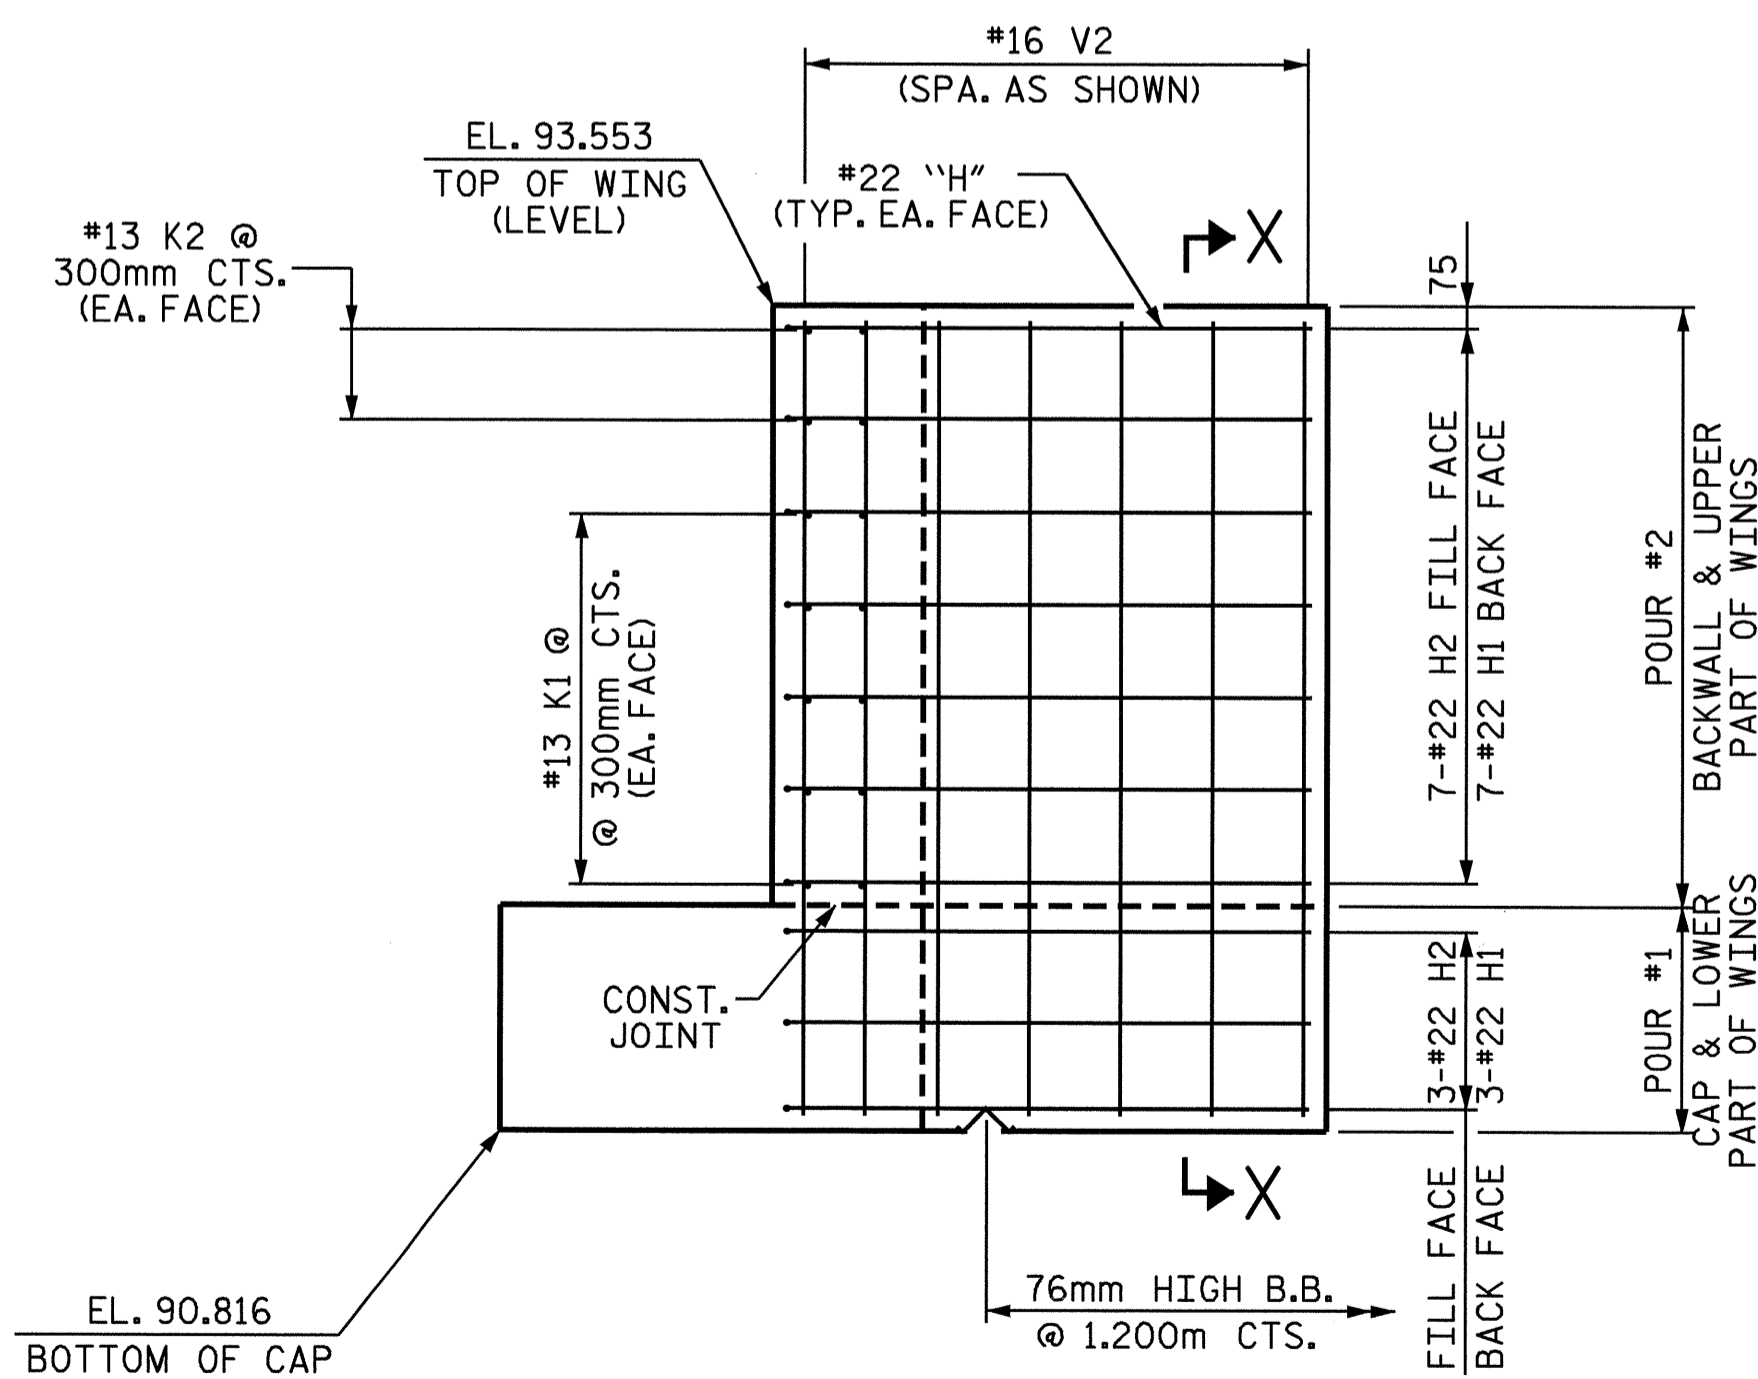 #16 V2
(SPA. AS SHOWN)
EL. 93.553
TOP OF WING
(LEVEL)
#22 "H"
(TYP. EA. FACE)
#13 K2 @
300mm CTS.
(EA. FACE)
X
75
#13 K1 @
@ 300mm CTS.
(EA. FACE)
7-#22 H2 FILL FACE
7-#22 H1 BACK FACE
POUR #2
BACKWALL & UPPER
PART OF WINGS
CONST.
JOINT
3-#22 H2
3-#22 H1
POUR #1
CAP & LOWER
PART OF WINGS
X
FILL FACE
BACK FACE
76mm HIGH B.B.
@ 1.200m CTS.
EL. 90.816
BOTTOM OF CAP